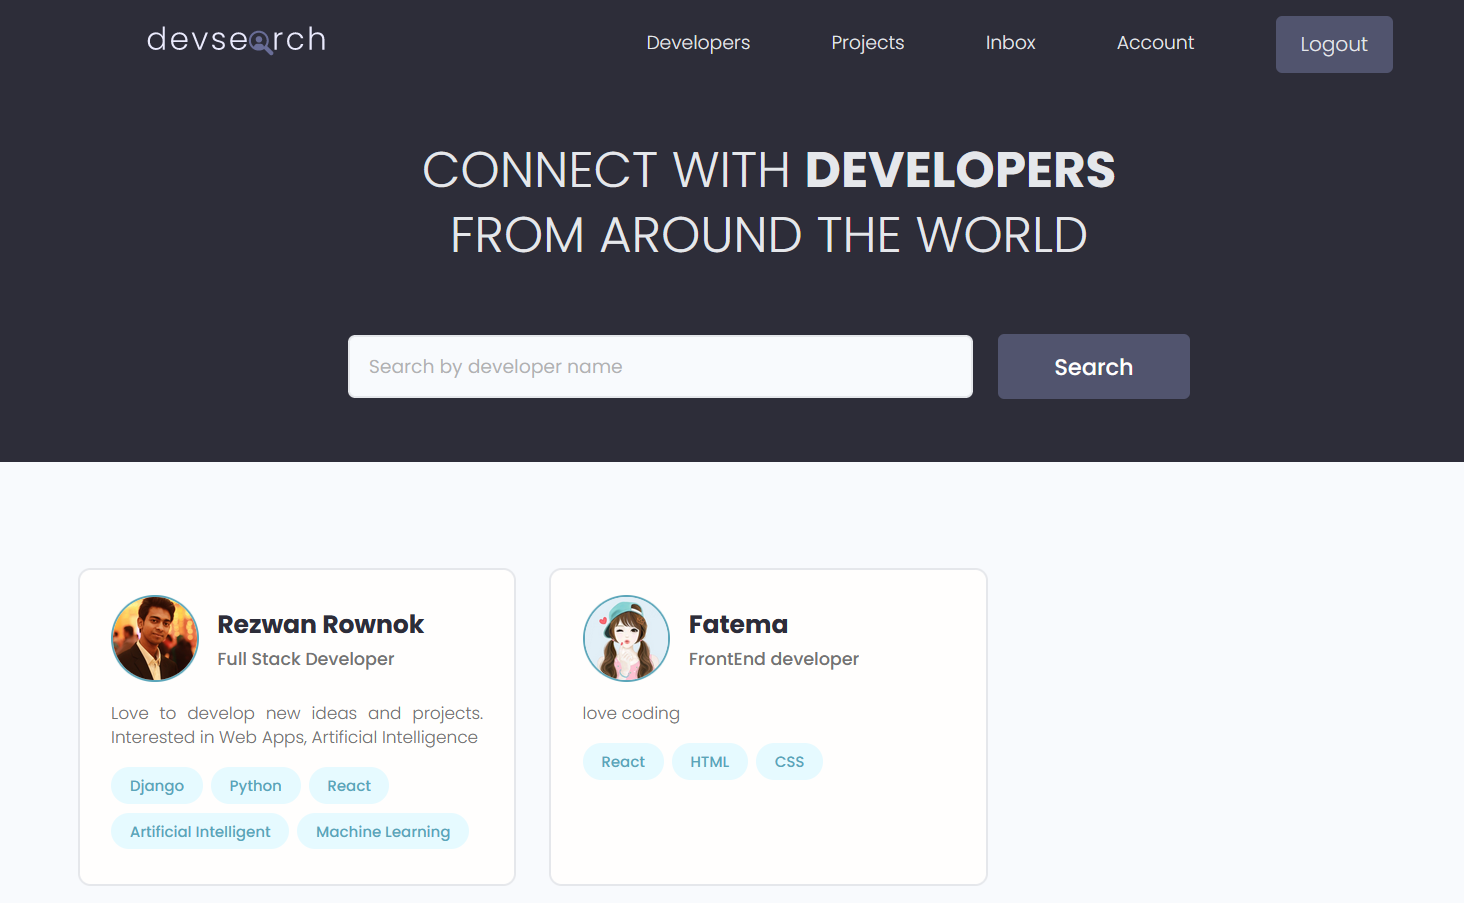 devsearch
Developers
Projects
Inbox
Account
Logout
CONNECT WITH DEVELOPERS
FROM AROUND THE WORLD
Search by developer name
Search
Rezwan Rownok
Full Stack Developer
Love to develop new ideas and projects.
Interested in Web Apps, Artificial Intelligence
Django
Python
React
Artificial Intelligent
Machine Learning
Fatema
FrontEnd developer
love coding
React
HTML
CSS